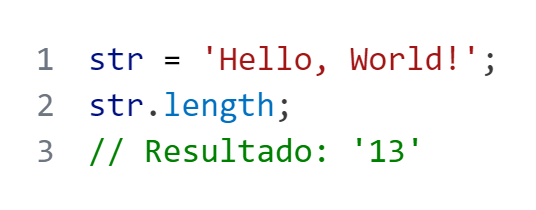 1 str = 'Hello, World!';
2 str.length;
3 // Resultado: '13'